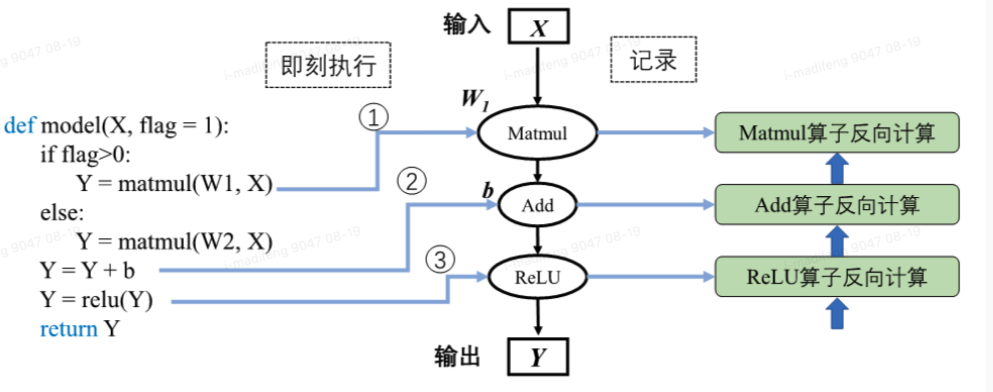 输入
X
即刻执行
记录
W1
①
def model(X, flag = 1):
if flag>0:
Y = matmul(W1, X)
else:
Y = matmul(W2, X)
Y = Y + b
Y = relu(Y)
return Y
Matmul
Matmul算子反向计算
②
b
Add
Add算子反向计算
③
ReLU
ReLU算子反向计算
输出
Y
i-madifeng 9047 08-19